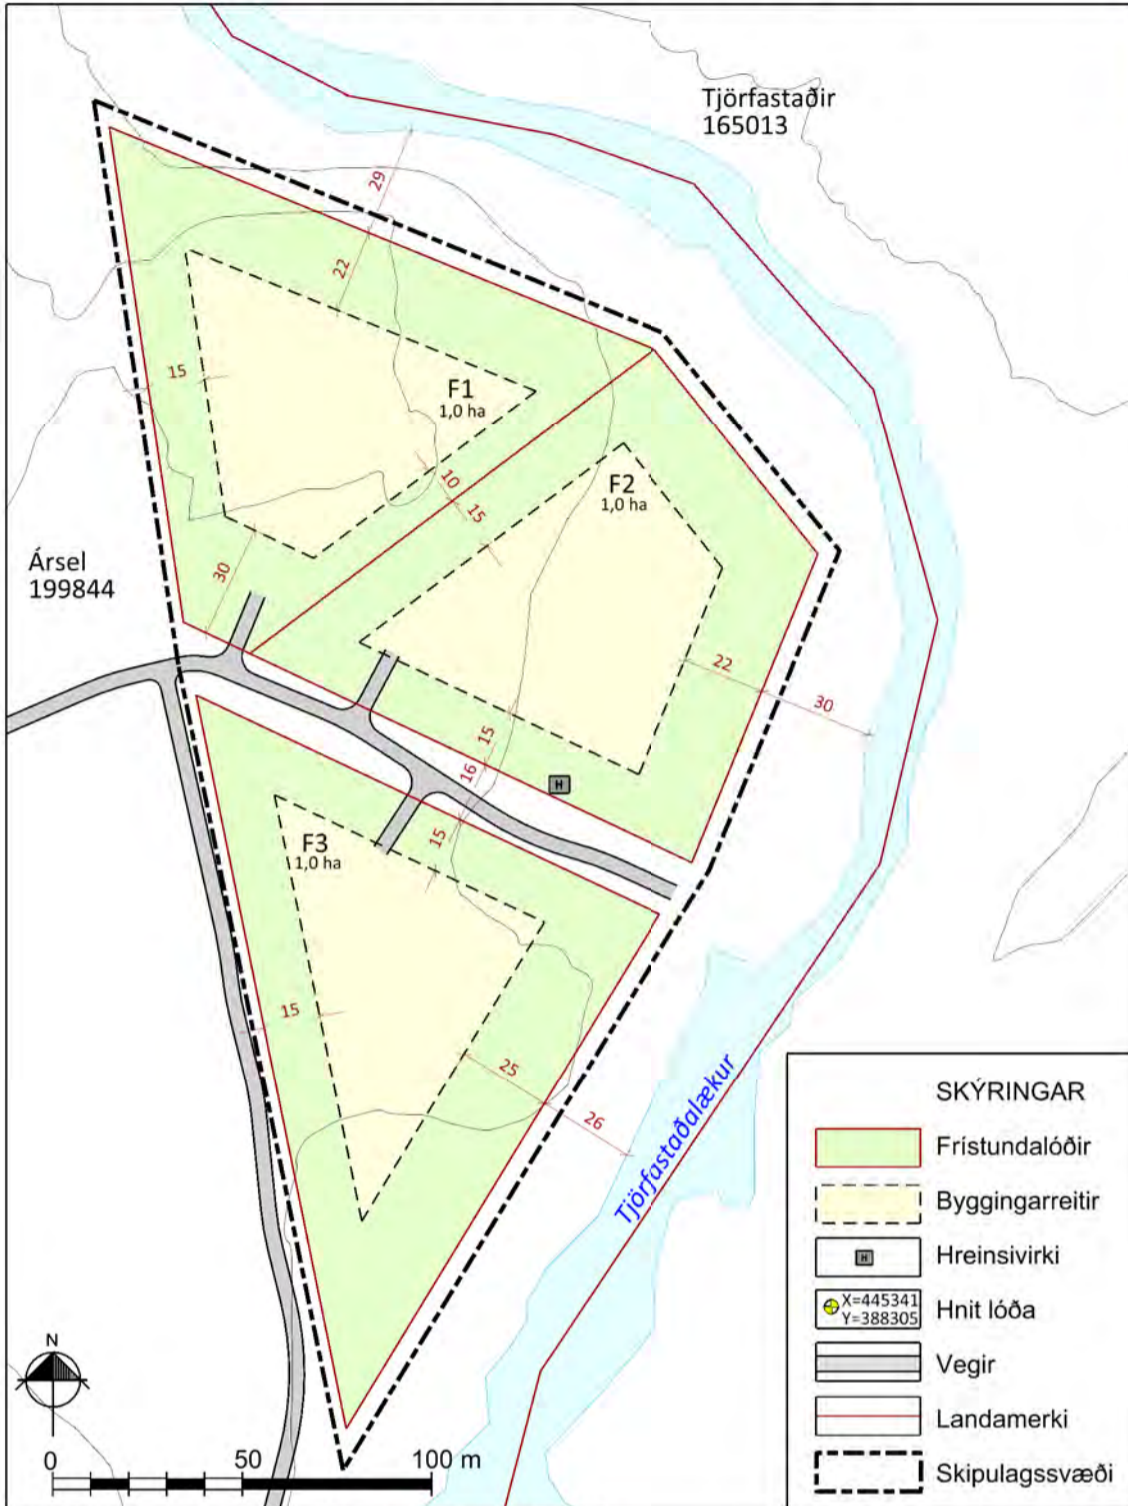 Tjörfastaðir
165013
29
22
15
F1
1,0 ha
10
15
F2
1,0 ha
Ársel
199844
30
22
30
15
16
15
F3
1,0 ha
15
25
26
Tjörfastaðalækur
N
0 50 100 m
SKÝRINGAR
Frístundalóðir
Byggingarreitir
H
H Hreinsivirki
X=445341
Y=388305
Hnit lóða
Vegir
Landamerki
Skipulagssvæði